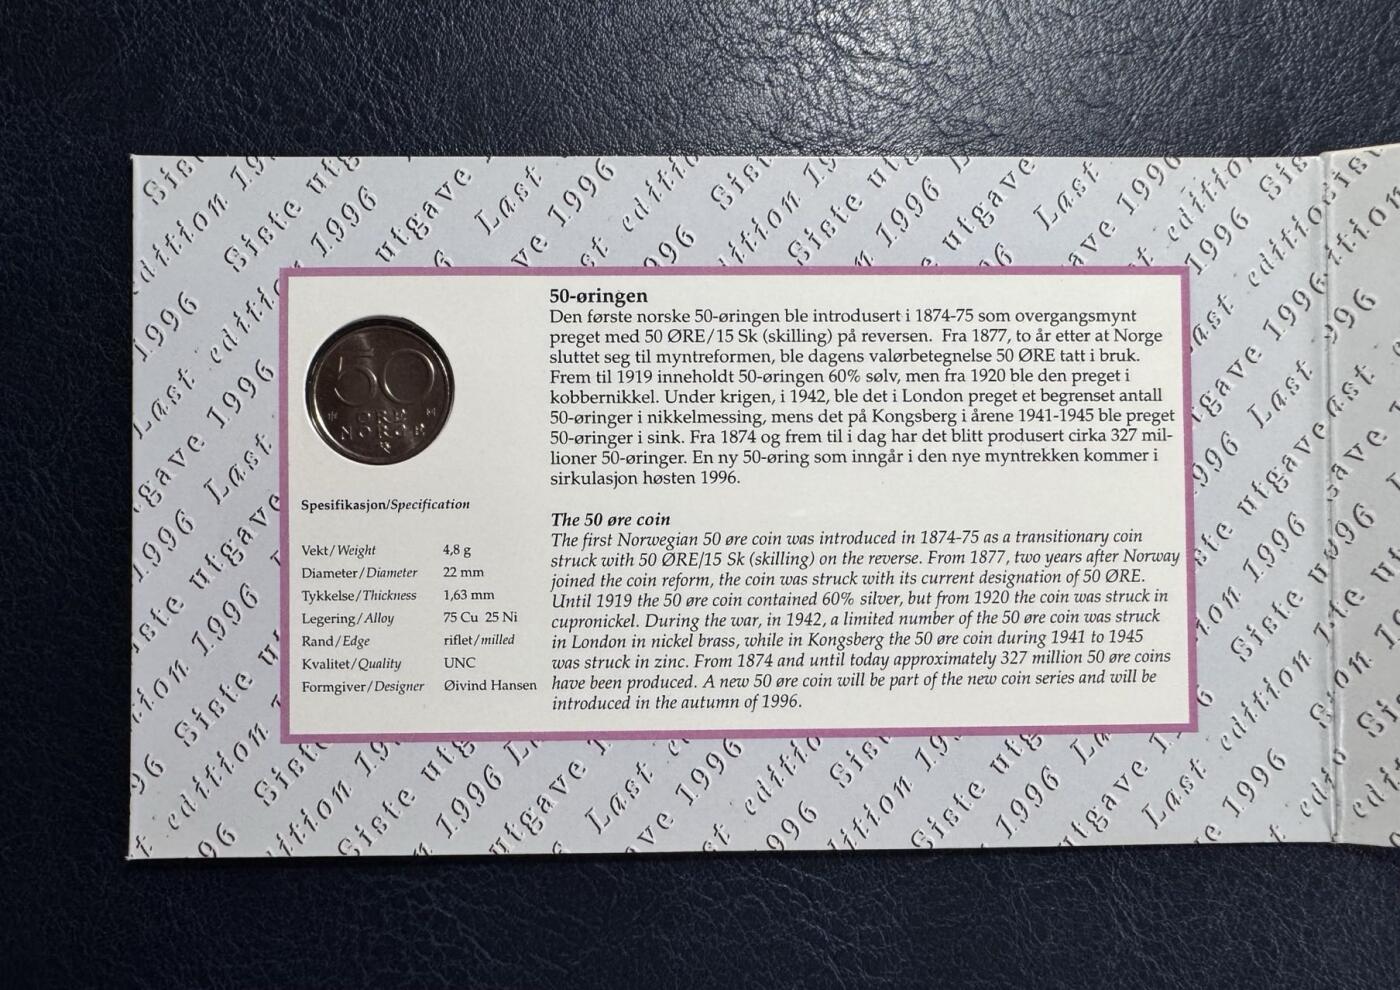 50-øringen
Den første norske 50-øringen ble introdusert i 1874-75 som overgangsmynt
preget med 50 ØRE/15 Sk (skilling) på reversen. Fra 1877, to år etter at Norge
sluttet seg til myntreformen, ble dagens valørbetegnelse 50 ØRE tatt i bruk.
Frem til 1919 inneholdt 50-øringen 60% sølv, men fra 1920 ble den preget i
kobbernikkel. Under krigen, i 1942, ble det i London preget et begrenset antall
50-øringer i nikkelmessing, mens det på Kongsberg i årene 1941-1945 ble preget
50-øringer i sink. Fra 1874 og frem til i dag har det blitt produsert cirka 327 mil-
lioner 50-øringer. En ny 50-øring som inngår i den nye myntrekken kommer i
sirkulasjon høsten 1996.
50
ØRE
NORGE
Spesifikasjon/Specification
Vekt/Weight 4,8 g
Diameter/Diameter 22 mm
Tykkelse/Thickness 1,63 mm
Legering/Alloy 75 Cu 25 Ni
Rand/Edge riflet/milled
Kvalitet/Quality UNC
Formgiver/Designer Øivind Hansen
The 50 øre coin
The first Norwegian 50 øre coin was introduced in 1874-75 as a transitionary coin
struck with 50 ØRE/15 Sk (skilling) on the reverse. From 1877, two years after Norway
joined the coin reform, the coin was struck with its current designation of 50 ØRE.
Until 1919 the 50 øre coin contained 60% silver, but from 1920 the coin was struck in
cupronickel. During the war, in 1942, a limited number of the 50 øre coin was struck
in London in nickel brass, while in Kongsberg the 50 øre coin during 1941 to 1945
was struck in zinc. From 1874 and until today approximately 327 million 50 øre coins
have been produced. A new 50 øre coin will be part of the new coin series and will be
introduced in the autumn of 1996.
Siste utgave 1996
Last edition 1996